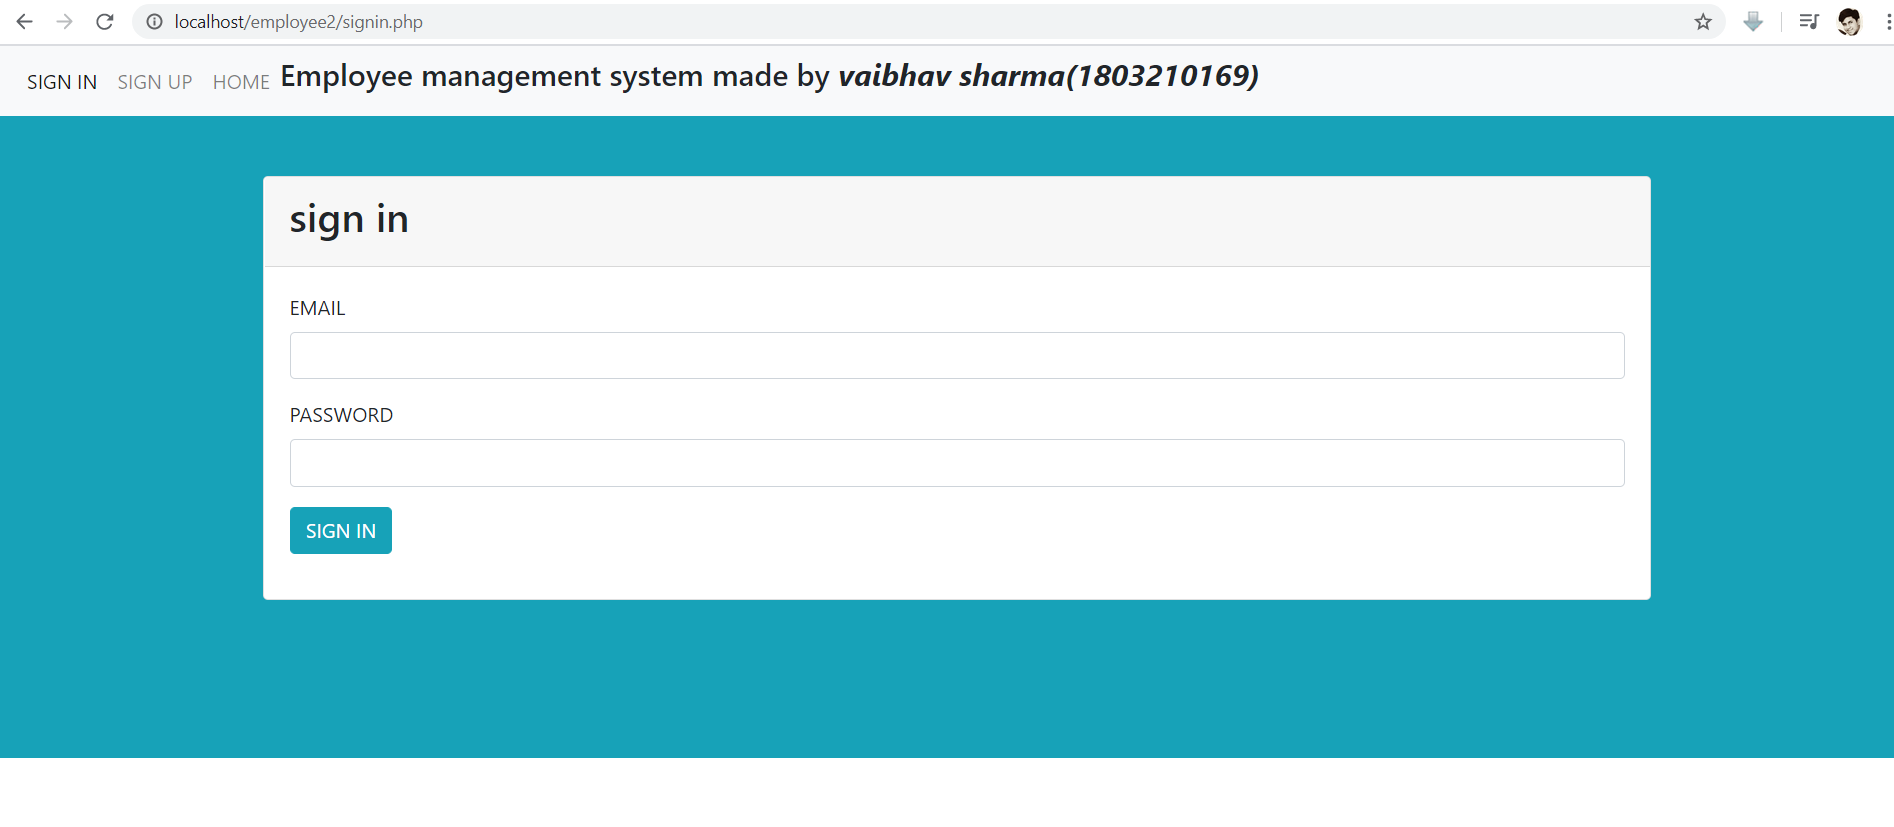 localhost/employee2/signin.php
SIGN IN SIGN UP HOME Employee management system made by vaibhav sharma(1803210169)
sign in
EMAIL
PASSWORD
SIGN IN